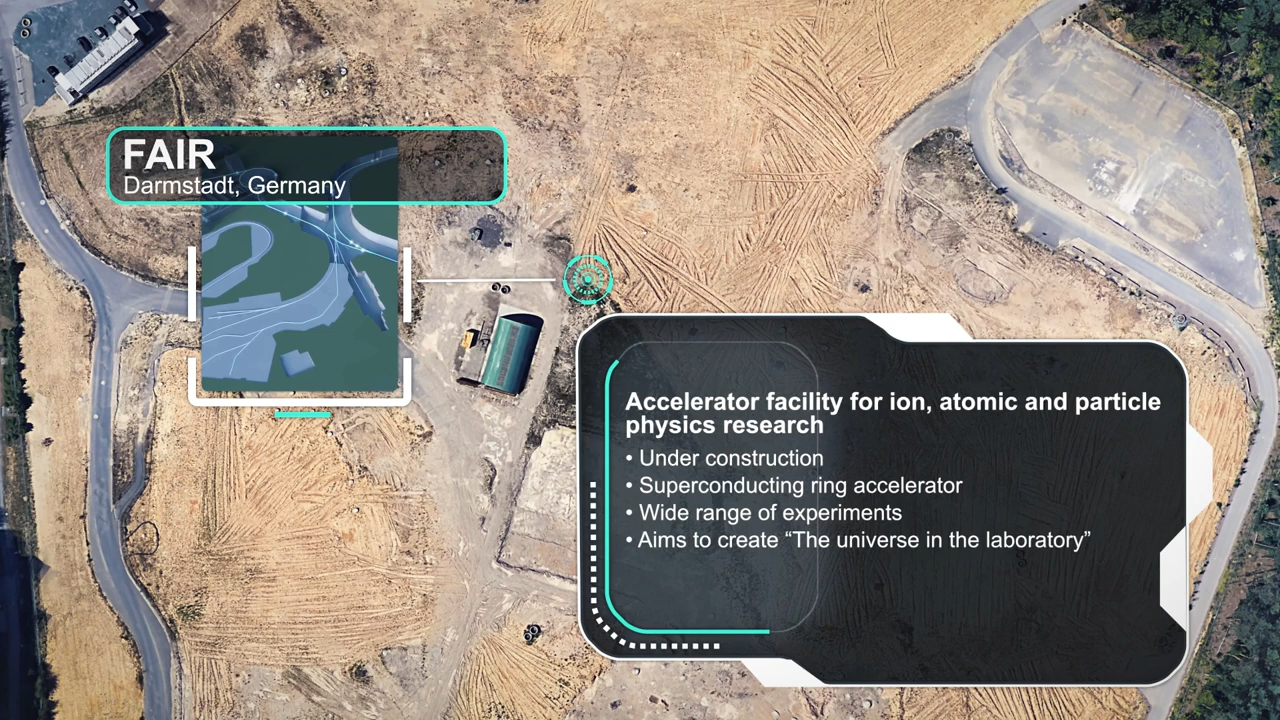 FAIR
Darmstadt, Germany
Accelerator facility for ion, atomic and particle
physics research
• Under construction
• Superconducting ring accelerator
• Wide range of experiments
• Aims to create “The universe in the laboratory”